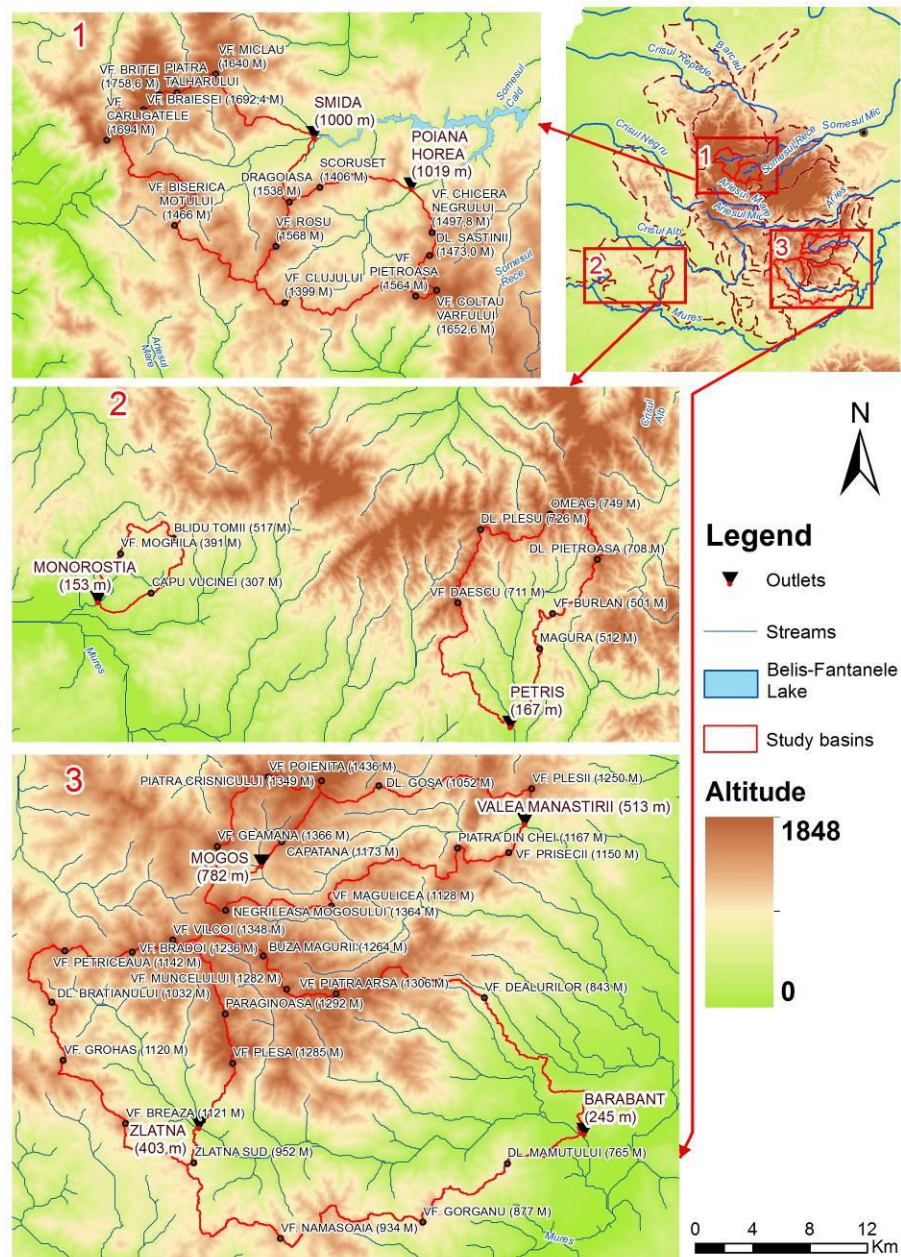 1
VF. MICLAU
(1640 M)
VF. BRITEI
(1758,6 M)
PIATRA
TALHARULUI
VF. BRaIESEI (1692,4 M)
VF.
CARLIGATELE
(1694 M)
SMIDA
(1000 m)
Somesul
Cald
POIANA
HOREA
(1019 m)
SCORUSET
(1406 M)
DRAGOIASA
(1538 M)
VF. BISERICA
MOTULUI
(1466 M)
VF. CHICERA
NEGRULUI
(1497,8 M)
VF. ROSU
(1568 M)
DL. SASTINII
(1473,0 M)
VF.
PIETROASA
(1564 M)
Somesul
Rece
VF. CLUJULUI
(1399 M)
VF. COLTAU
VARFULUI
(1652,6 M)
Ariesul
Mare
Barcau
Crisul Repede
Crisul Negru
Somesul Mic
Somesul Rece
1
Ariesul Mare
Ariesul Mic
Aries
Crisul Alb
2
3
Mures
2
Crisul
Alb
OMEAG (749 M)
DL. PLESU (726 M)
BLIDU TOMII (517 M)
VF. MOGHILA (391 M)
DL. PIETROASA (708 M)
MONOROSTIA
(153 m)
CAPU VUCINEI (307 M)
VF. DAESCU (711 M)
VF. BURLAN (501 M)
MAGURA (512 M)
Mures
PETRIS
(167 m)
3
VF. POIENITA (1436 M)
PIATRA CRISNICULUI (1349 M)
DL. GOSA (1052 M)
VF. PLESII (1250 M)
VALEA MANASTIRII (513 m)
VF. GEAMANA (1366 M)
PIATRA DIN CHEI (1167 M)
CAPATANA (1173 M)
MOGOS
(782 m)
VF. PRISECII (1150 M)
VF. MAGULICEA (1128 M)
NEGRILEASA MOGOSULUI (1364 M)
VF. VILCOI (1348 M)
VF. BRADOI (1236 M)
BUZA MAGURII (1264 M)
VF. PETRICEAUA (1142 M)
VF. MUNCELULUI (1282 M)
VF. PIATRA ARSA (1306 M)
DL. BRATIANULUI (1032 M)
VF. DEALURILOR (843 M)
PARAGINOASA (1292 M)
VF. GROHAS (1120 M)
VF. PLESA (1285 M)
VF. BREAZA (1121 M)
ZLATNA
(403 m)
BARABANT
(245 m)
ZLATNA SUD (952 M)
DL. MAMUTULUI (765 M)
VF. GORGANU (877 M)
VF. NAMASOAIA (934 M)
Mures
N
Legend
Outlets
Streams
Belis-Fantanele
Lake
Study basins
Altitude
1848
0
0 4 8 12
Km